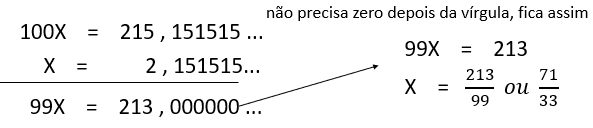 não precisa zero depois da vírgula, fica assim
100X = 215 , 151515 ...
X = 2 , 151515...
99X = 213 , 000000 ...
99X = 213
X = 213/99 ou 71/33